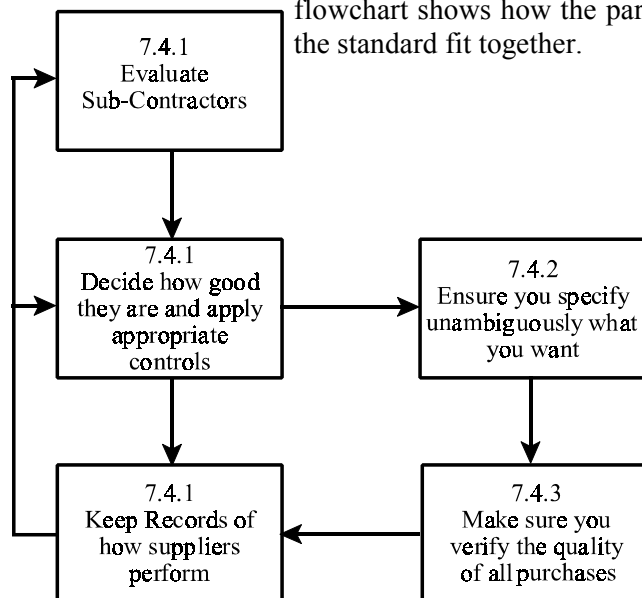 flowchart shows how the par
the standard fit together.
7.4.1
Evaluate
Sub-Contractors
7.4.1
Decide how good
they are and apply
appropriate
controls
7.4.2
Ensure you specify
unambiguously what
you want
7.4.1
Keep Records of
how suppliers
perform
7.4.3
Make sure you
verify the quality
of all purchases